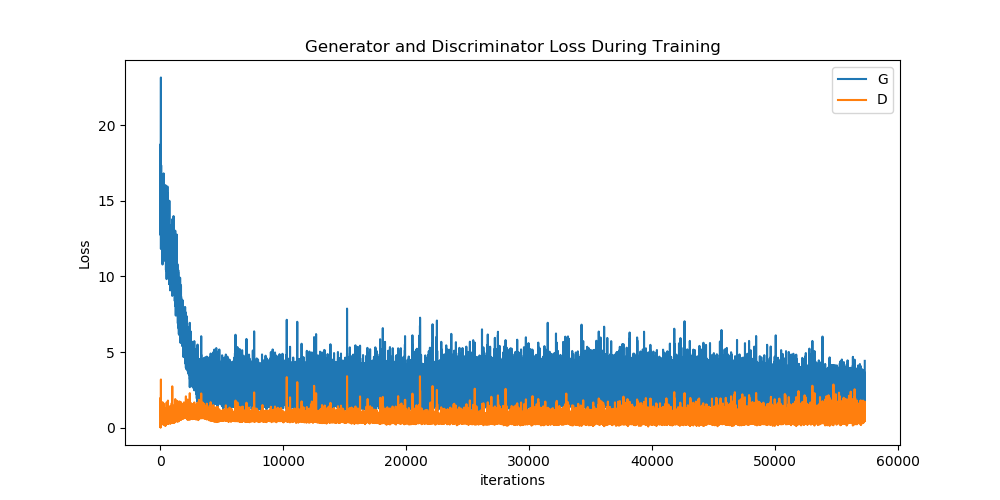 Generator and Discriminator Loss During Training
G
D
20
15
10
5
0
Loss
0 10000 20000 30000 40000 50000 60000
iterations